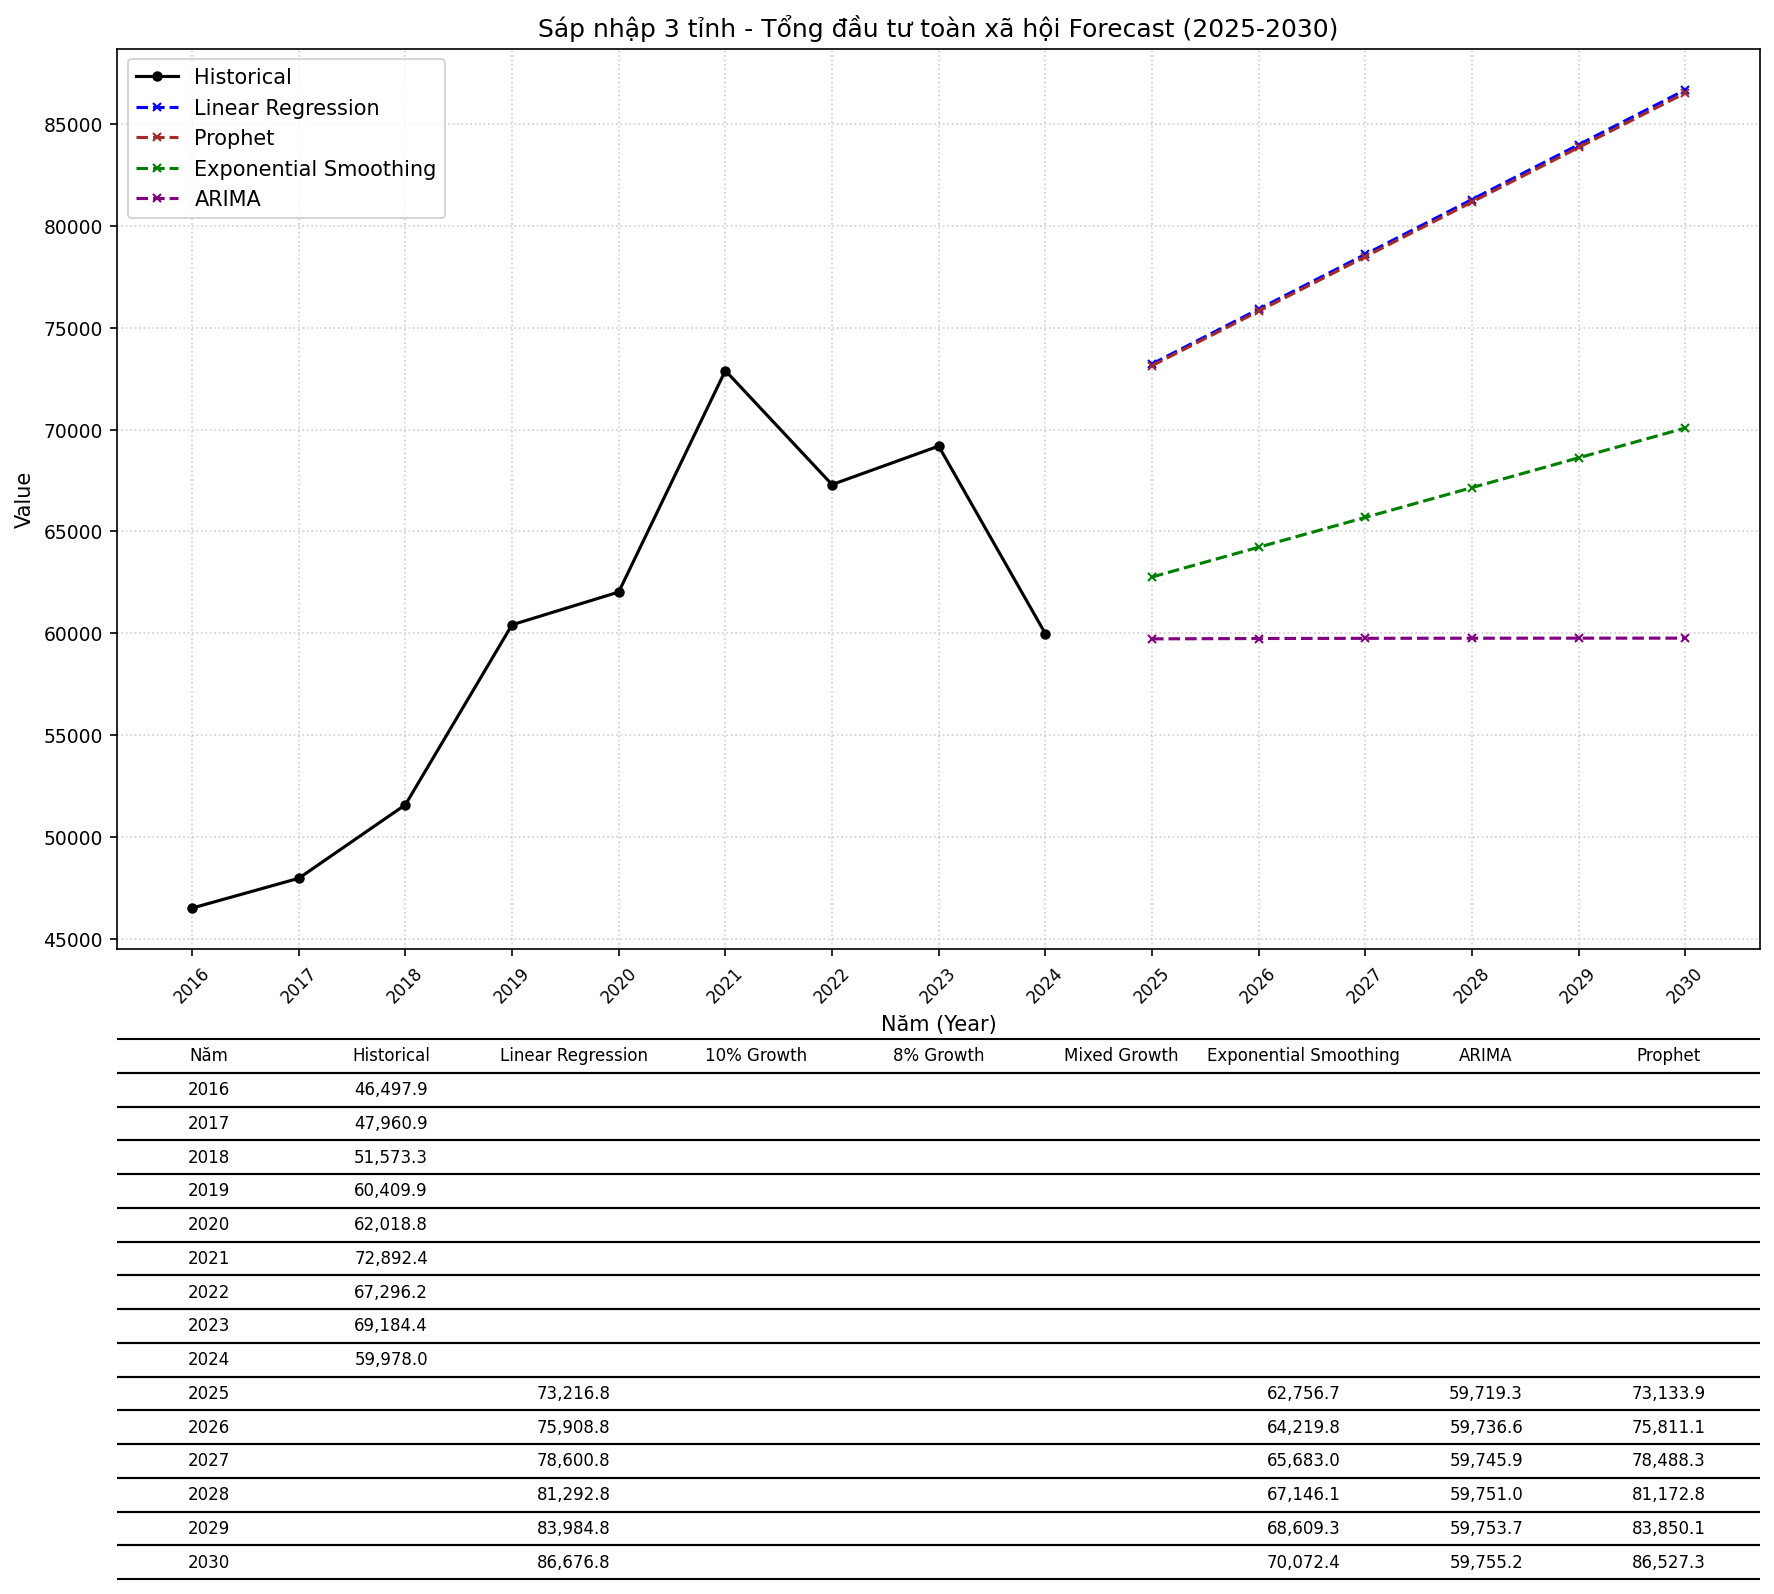 Sáp nhập 3 tỉnh - Tổng đầu tư toàn xã hội Forecast (2025-2030)
Historical
Linear Regression
Prophet
Exponential Smoothing
ARIMA
Value
85000
80000
75000
70000
65000
60000
55000
50000
45000
2016 2017 2018 2019 2020 2021 2022 2023 2024 2025 2026 2027 2028 2029 2030
Năm (Year)
Năm Historical Linear Regression 10% Growth 8% Growth Mixed Growth Exponential Smoothing ARIMA Prophet
2016 46,497.9
2017 47,960.9
2018 51,573.3
2019 60,409.9
2020 62,018.8
2021 72,892.4
2022 67,296.2
2023 69,184.4
2024 59,978.0
2025 73,216.8 62,756.7 59,719.3 73,133.9
2026 75,908.8 64,219.8 59,736.6 75,811.1
2027 78,600.8 65,683.0 59,745.9 78,488.3
2028 81,292.8 67,146.1 59,751.0 81,172.8
2029 83,984.8 68,609.3 59,753.7 83,850.1
2030 86,676.8 70,072.4 59,755.2 86,527.3